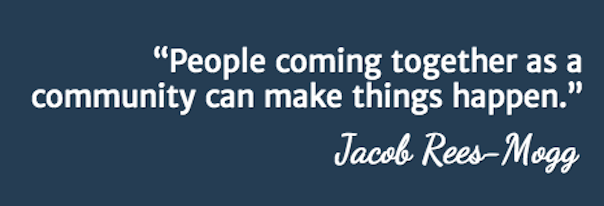 “People coming together as a
community can make things happen.”
Jacob Rees-Mogg